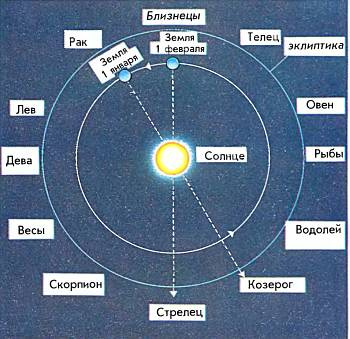 Близнецы
Рак
Земля
1 января
Земля
1 февраля
Телец
эклиптика
Лев
Овен
Дева
Солнце
Рыбы
Весы
Водолей
Скорпион
Козерог
Стрелец